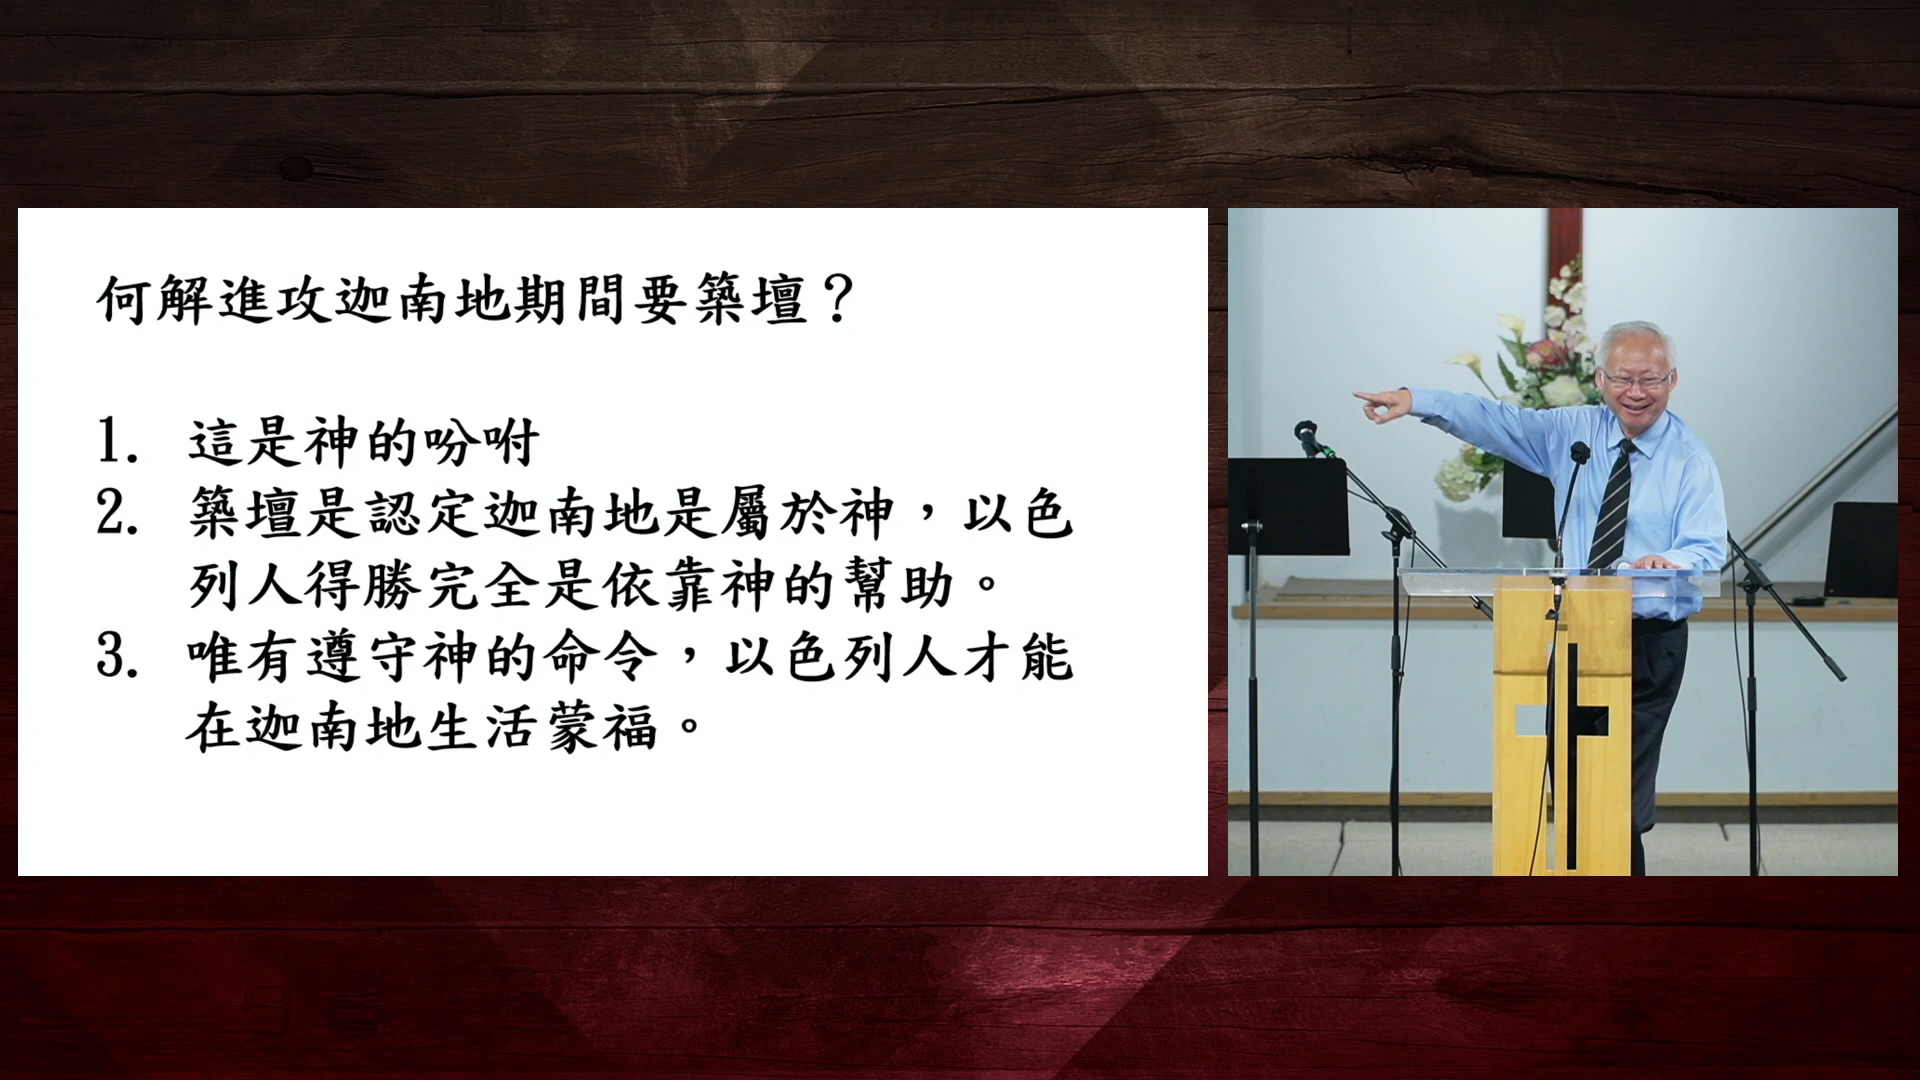 何解進攻迦南地期間要築壇？
1. 這是神的吩咐
2. 築壇是認定迦南地是屬於神，以色
列人得勝完全是依靠神的幫助。
3. 唯有遵守神的命令，以色列人才能
在迦南地生活蒙福。